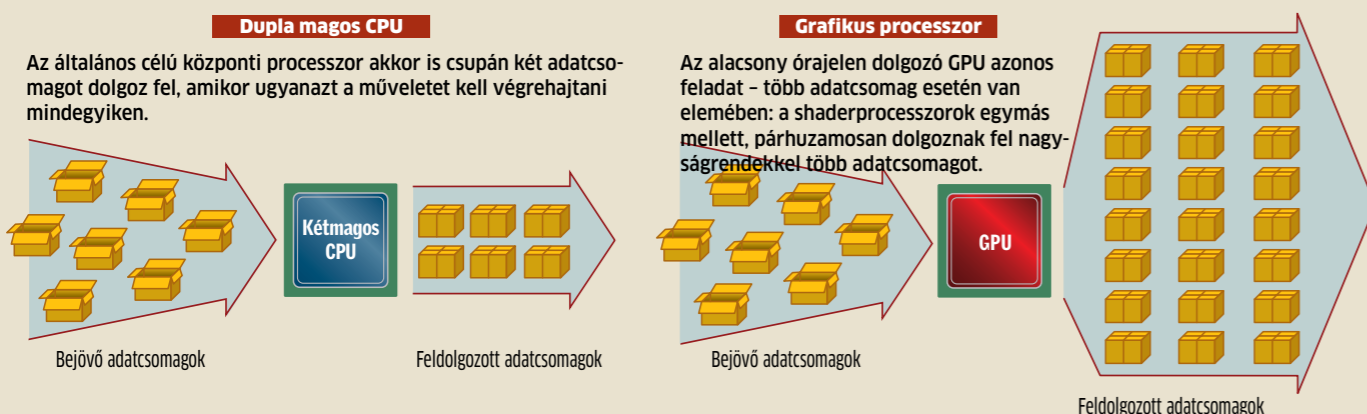 Dupla magos CPU
Az általános célú központi processzor akkor is csupán két adatcso-
magot dolgoz fel, amikor ugyanazt a műveletet kell végrehajtani
mindegyiken.
Kétmagos
CPU
Bejövő adatcsomagok
Feldolgozott adatcsomagok
Grafikus processzor
Az alacsony órajelen dolgozó GPU azonos
feladat – több adatcsomag esetén van
elemében: a shaderprocesszorok egymás
mellett, párhuzamosan dolgoznak fel nagy-
ságrendekkel több adatcsomagot.
GPU
Bejövő adatcsomagok
Feldolgozott adatcsomagok